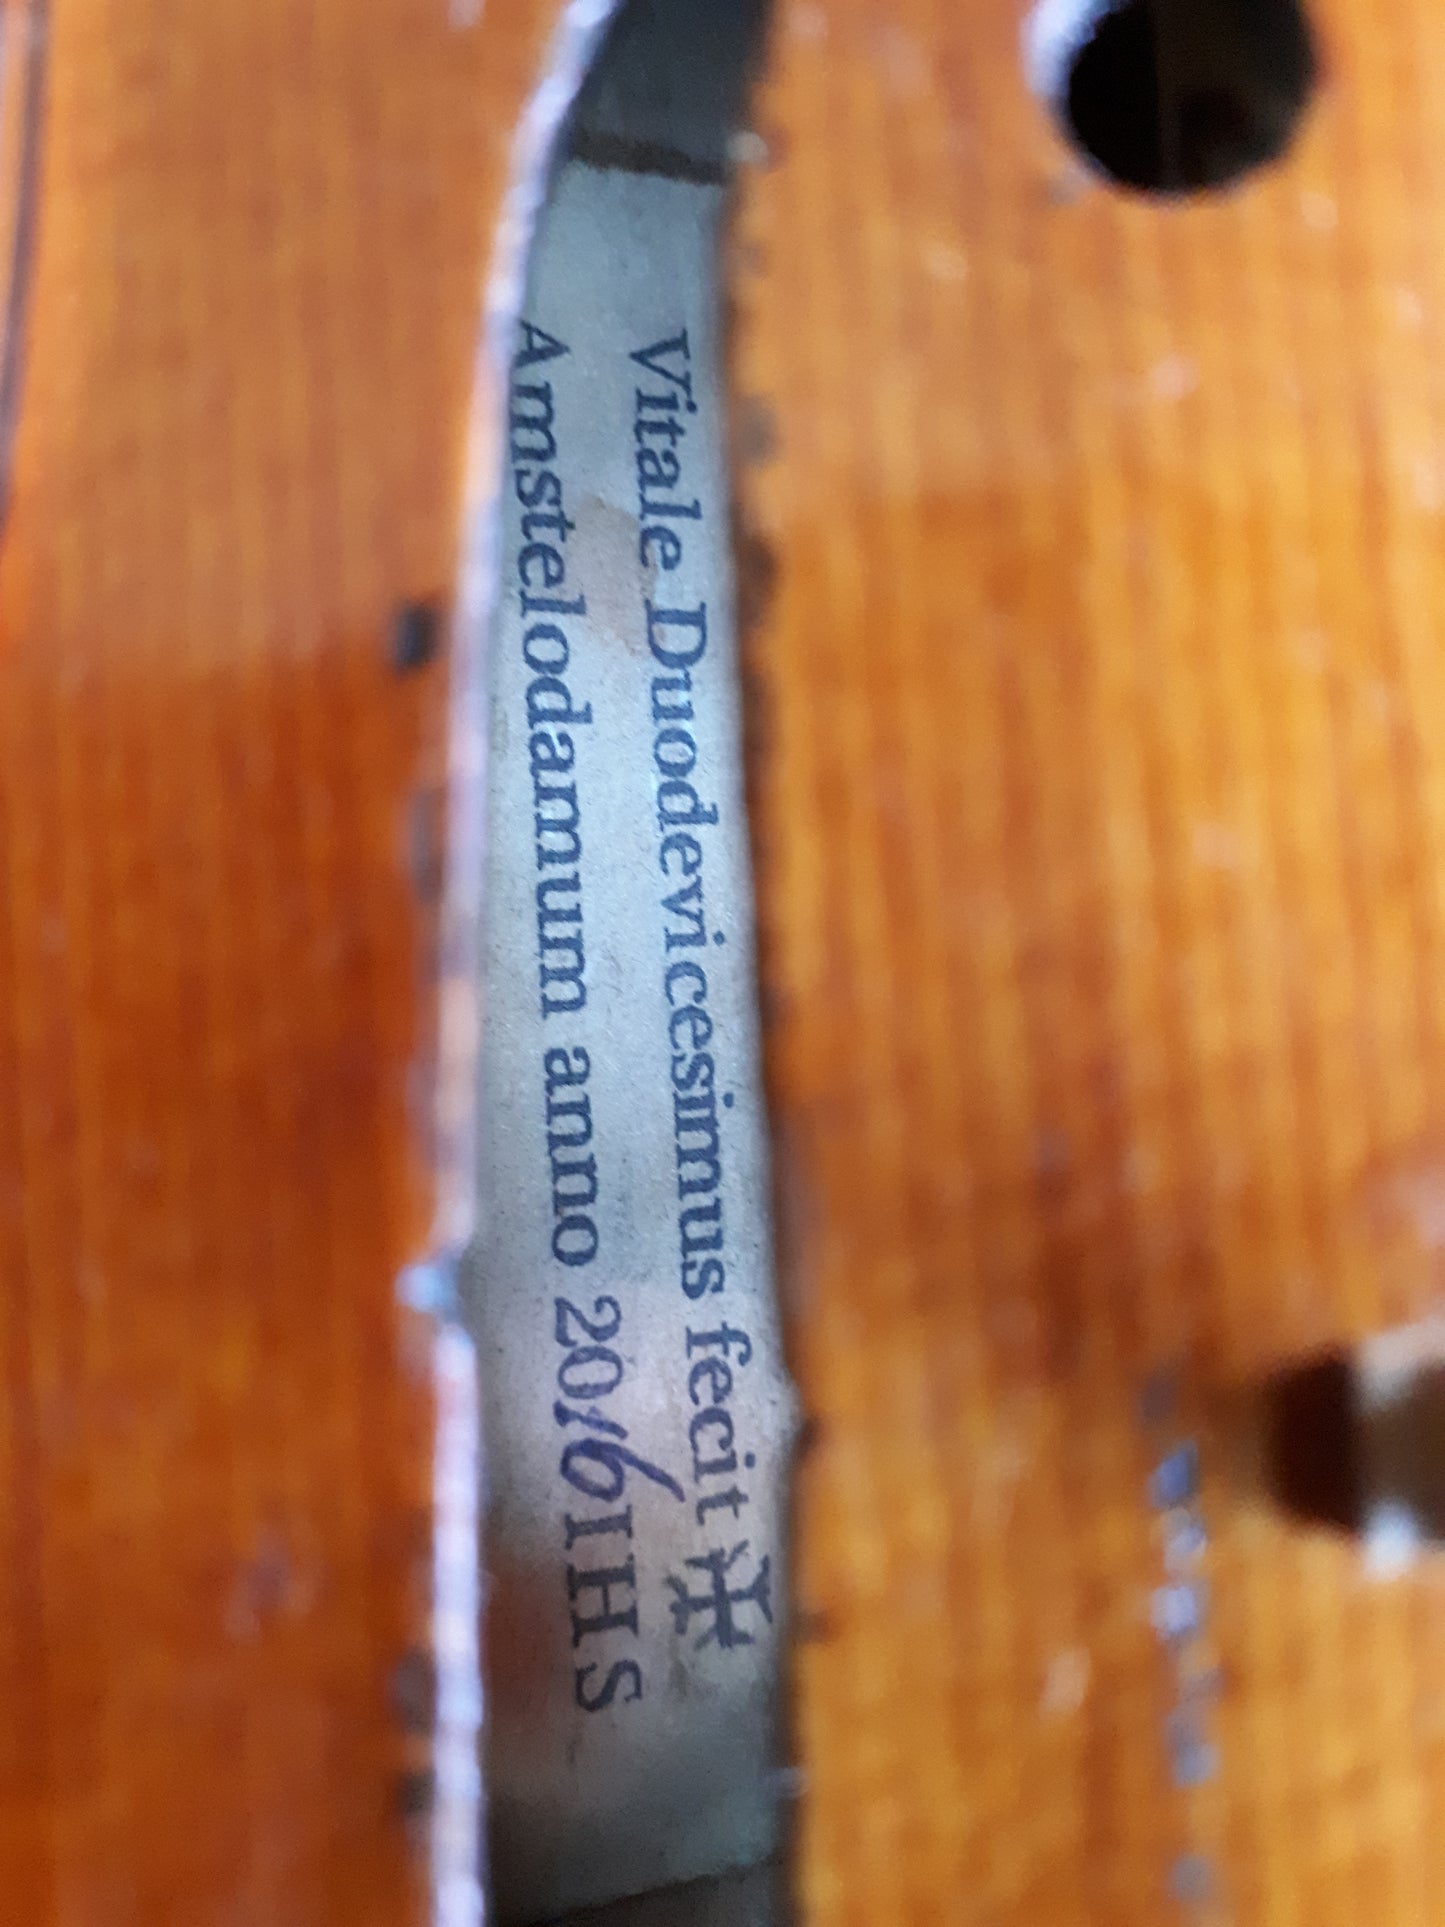 Vitale Duodevicesimus fecit
Amstelodamum anno 2016 IHS